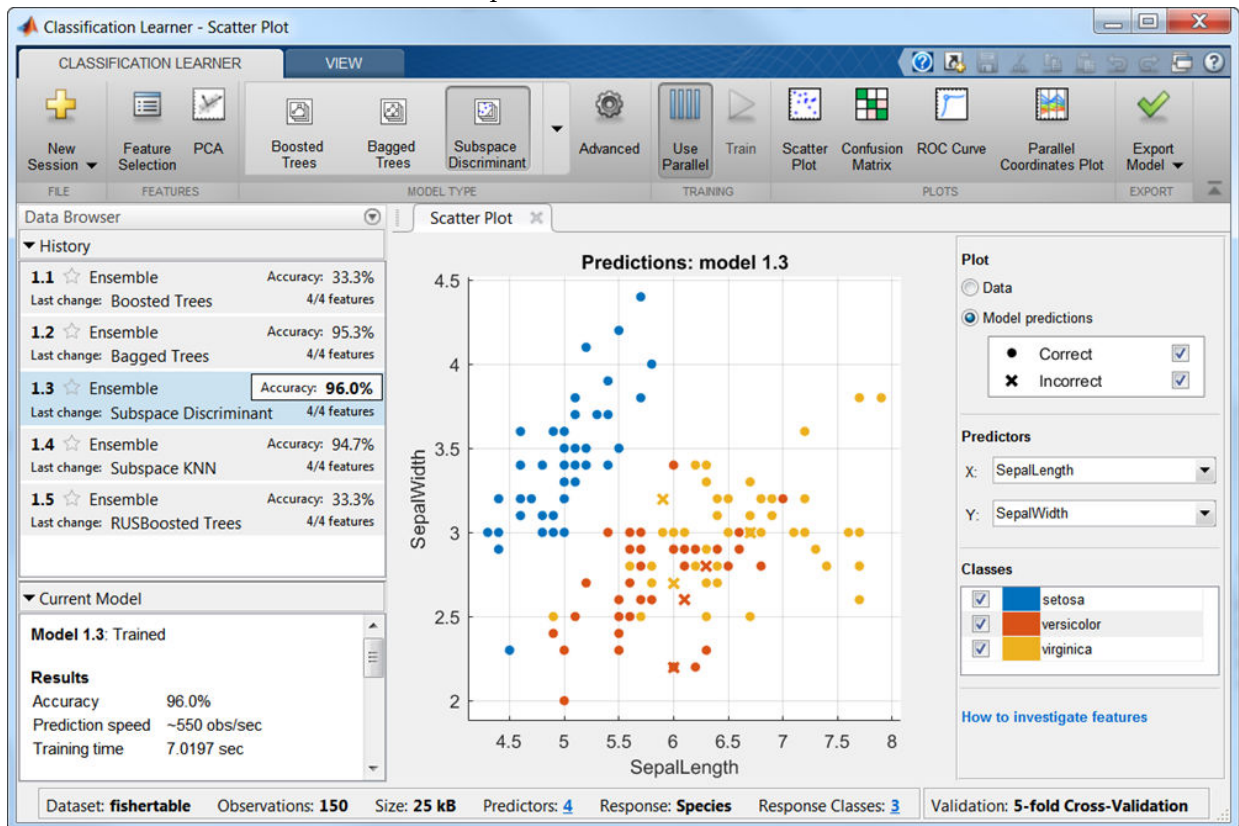 Classification Learner - Scatter Plot
CLASSIFICATION LEARNER VIEW
New Session
Feature Selection
PCA
Boosted Trees
Bagged Trees
Subspace Discriminant
Advanced
Use Parallel
Train
Scatter Plot
Confusion Matrix
ROC Curve
Parallel Coordinates Plot
Export Model
FILE FEATURES MODEL TYPE TRAINING PLOTS EXPORT
Data Browser
History
1.1 Ensemble Accuracy: 33.3%
Last change: Boosted Trees 4/4 features
1.2 Ensemble Accuracy: 95.3%
Last change: Bagged Trees 4/4 features
1.3 Ensemble Accuracy: 96.0%
Last change: Subspace Discriminant 4/4 features
1.4 Ensemble Accuracy: 94.7%
Last change: Subspace KNN 4/4 features
1.5 Ensemble Accuracy: 33.3%
Last change: RUSBoosted Trees 4/4 features
Current Model
Model 1.3: Trained
Results
Accuracy 96.0%
Prediction speed ~550 obs/sec
Training time 7.0197 sec
Scatter Plot
Predictions: model 1.3
4.5
4
3.5
3
2.5
2
SepalWidth
4.5 5 5.5 6 6.5 7 7.5 8
SepalLength
Plot
Data
Model predictions
Correct
Incorrect
Predictors
X: SepalLength
Y: SepalWidth
Classes
setosa
versicolor
virginica
How to investigate features
Dataset: fishertable Observations: 150 Size: 25 kB Predictors: 4 Response: Species Response Classes: 3 Validation: 5-fold Cross-Validation